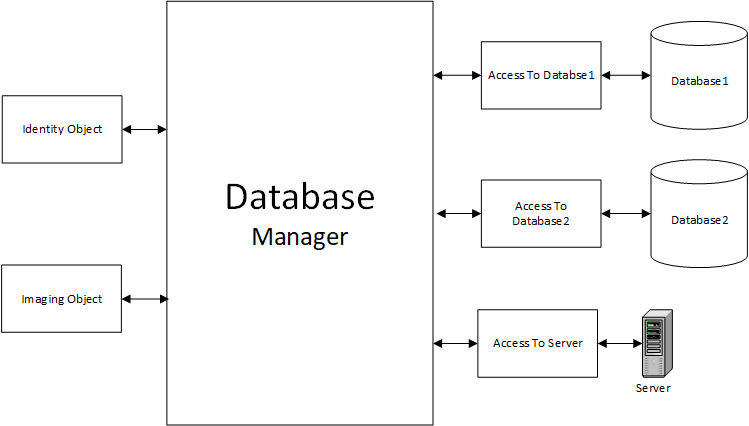 Identity Object
Imaging Object
Database
Manager
Access To Databse1
Database1
Access To
Database2
Database2
Access To Server
Server